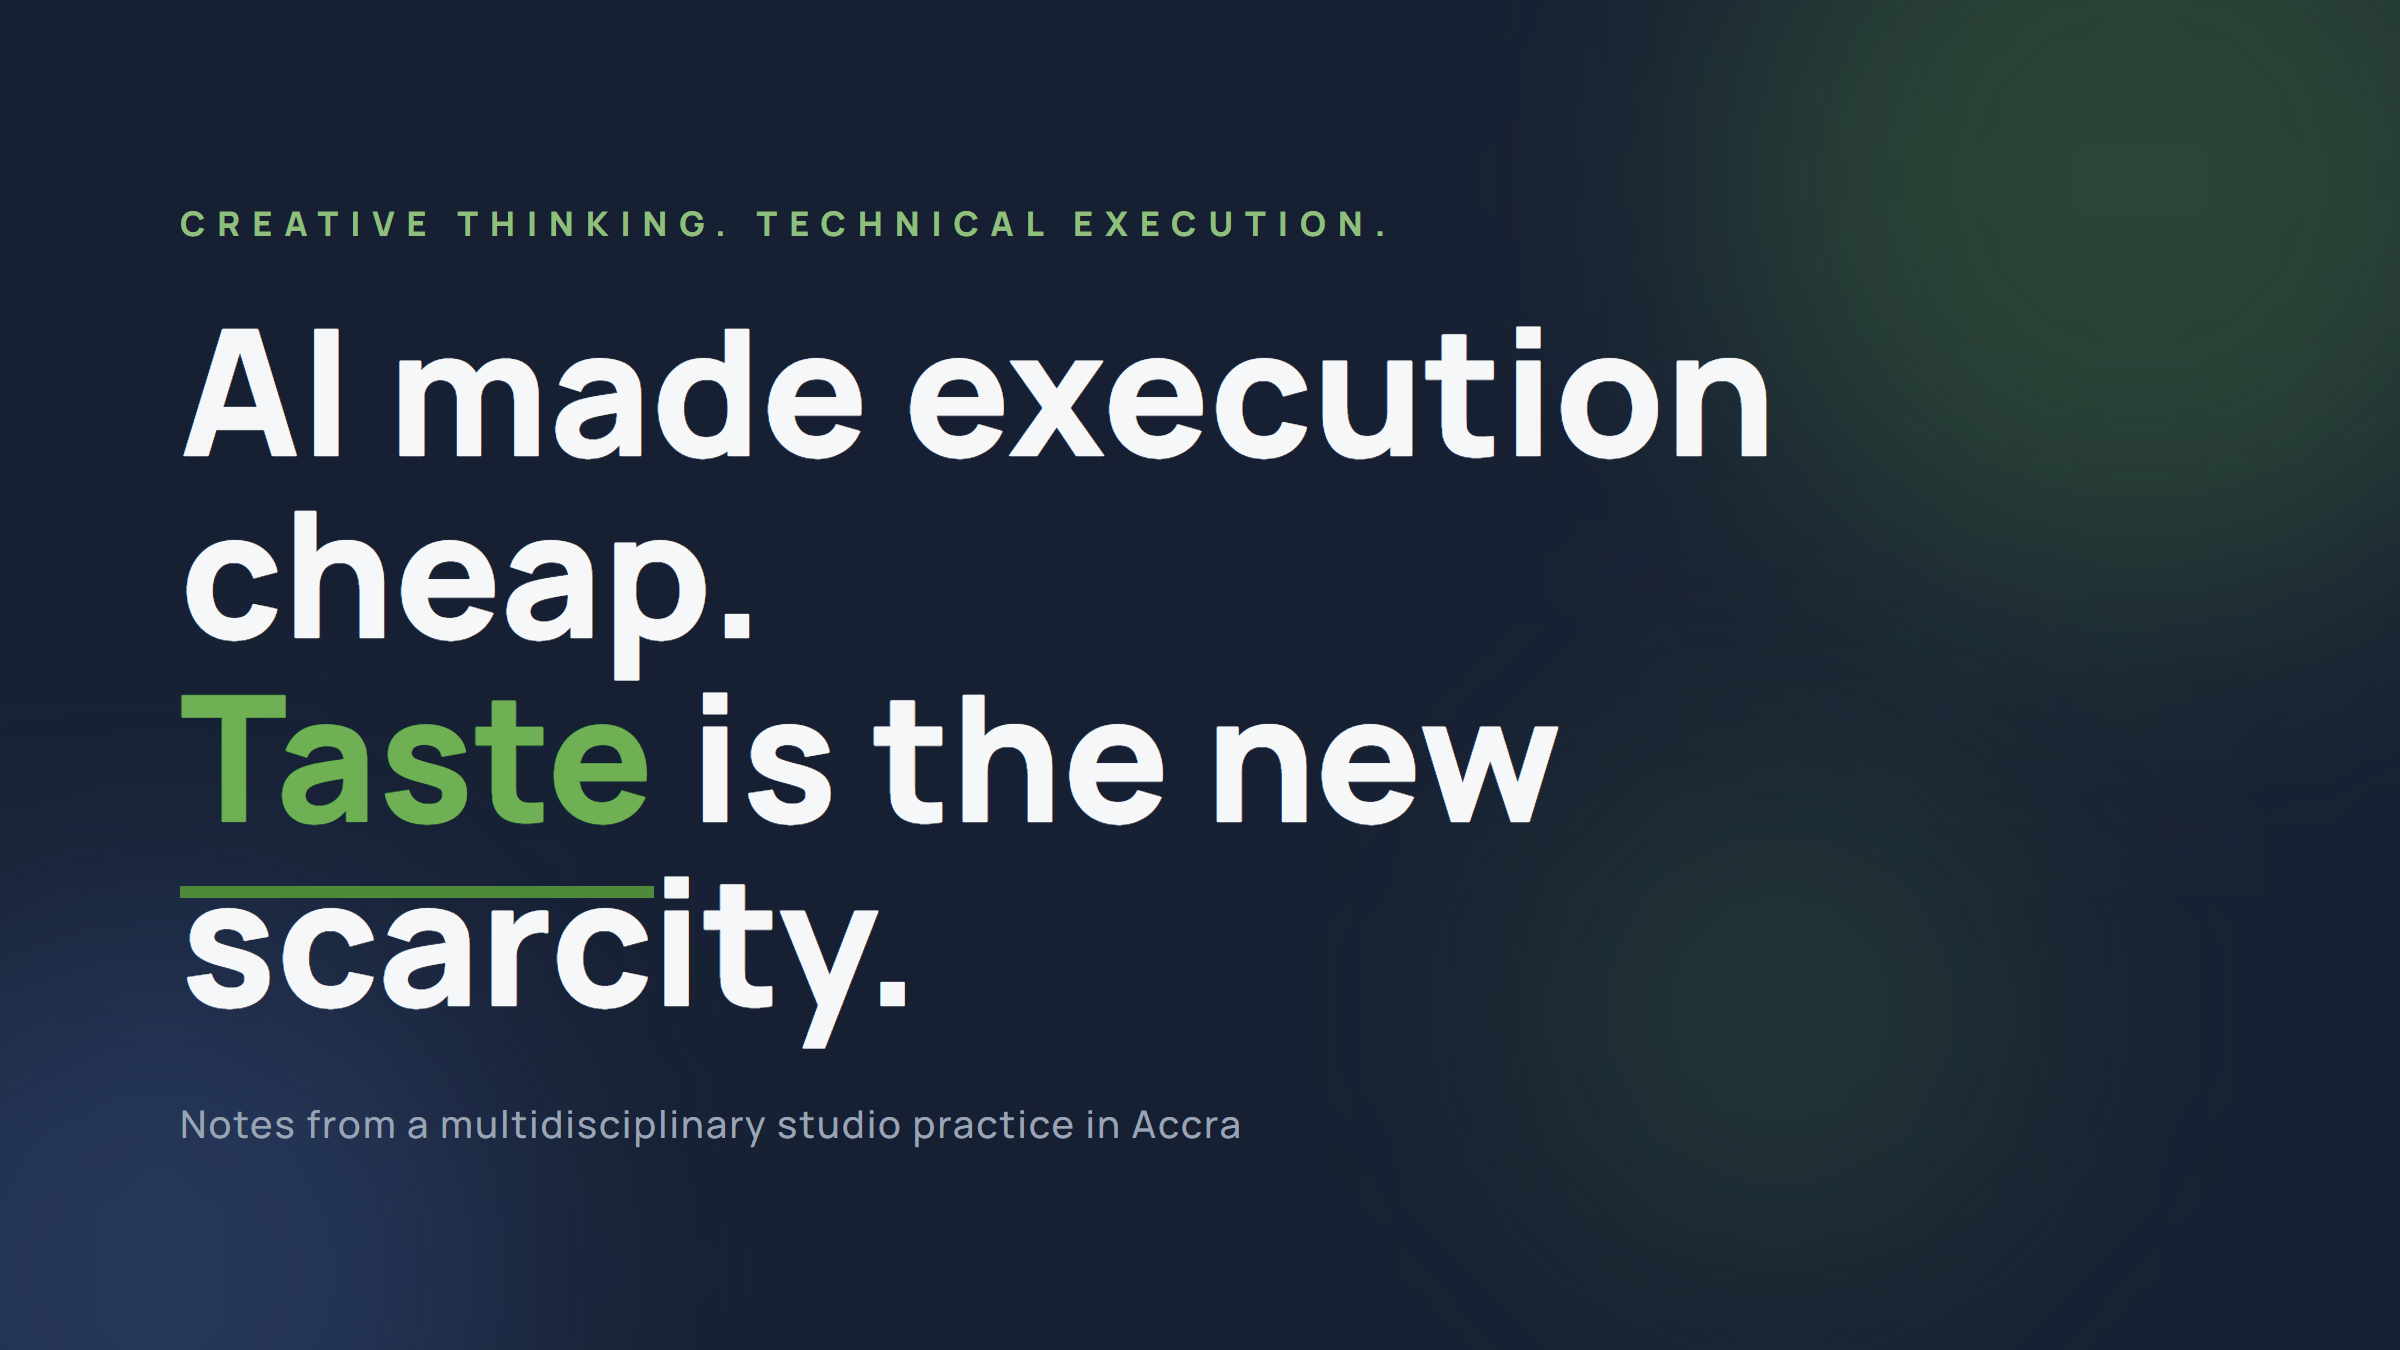 CREATIVE THINKING. TECHNICAL EXECUTION.
AI made execution
cheap.
Taste is the new
scarcity.
Notes from a multidisciplinary studio practice in Accra